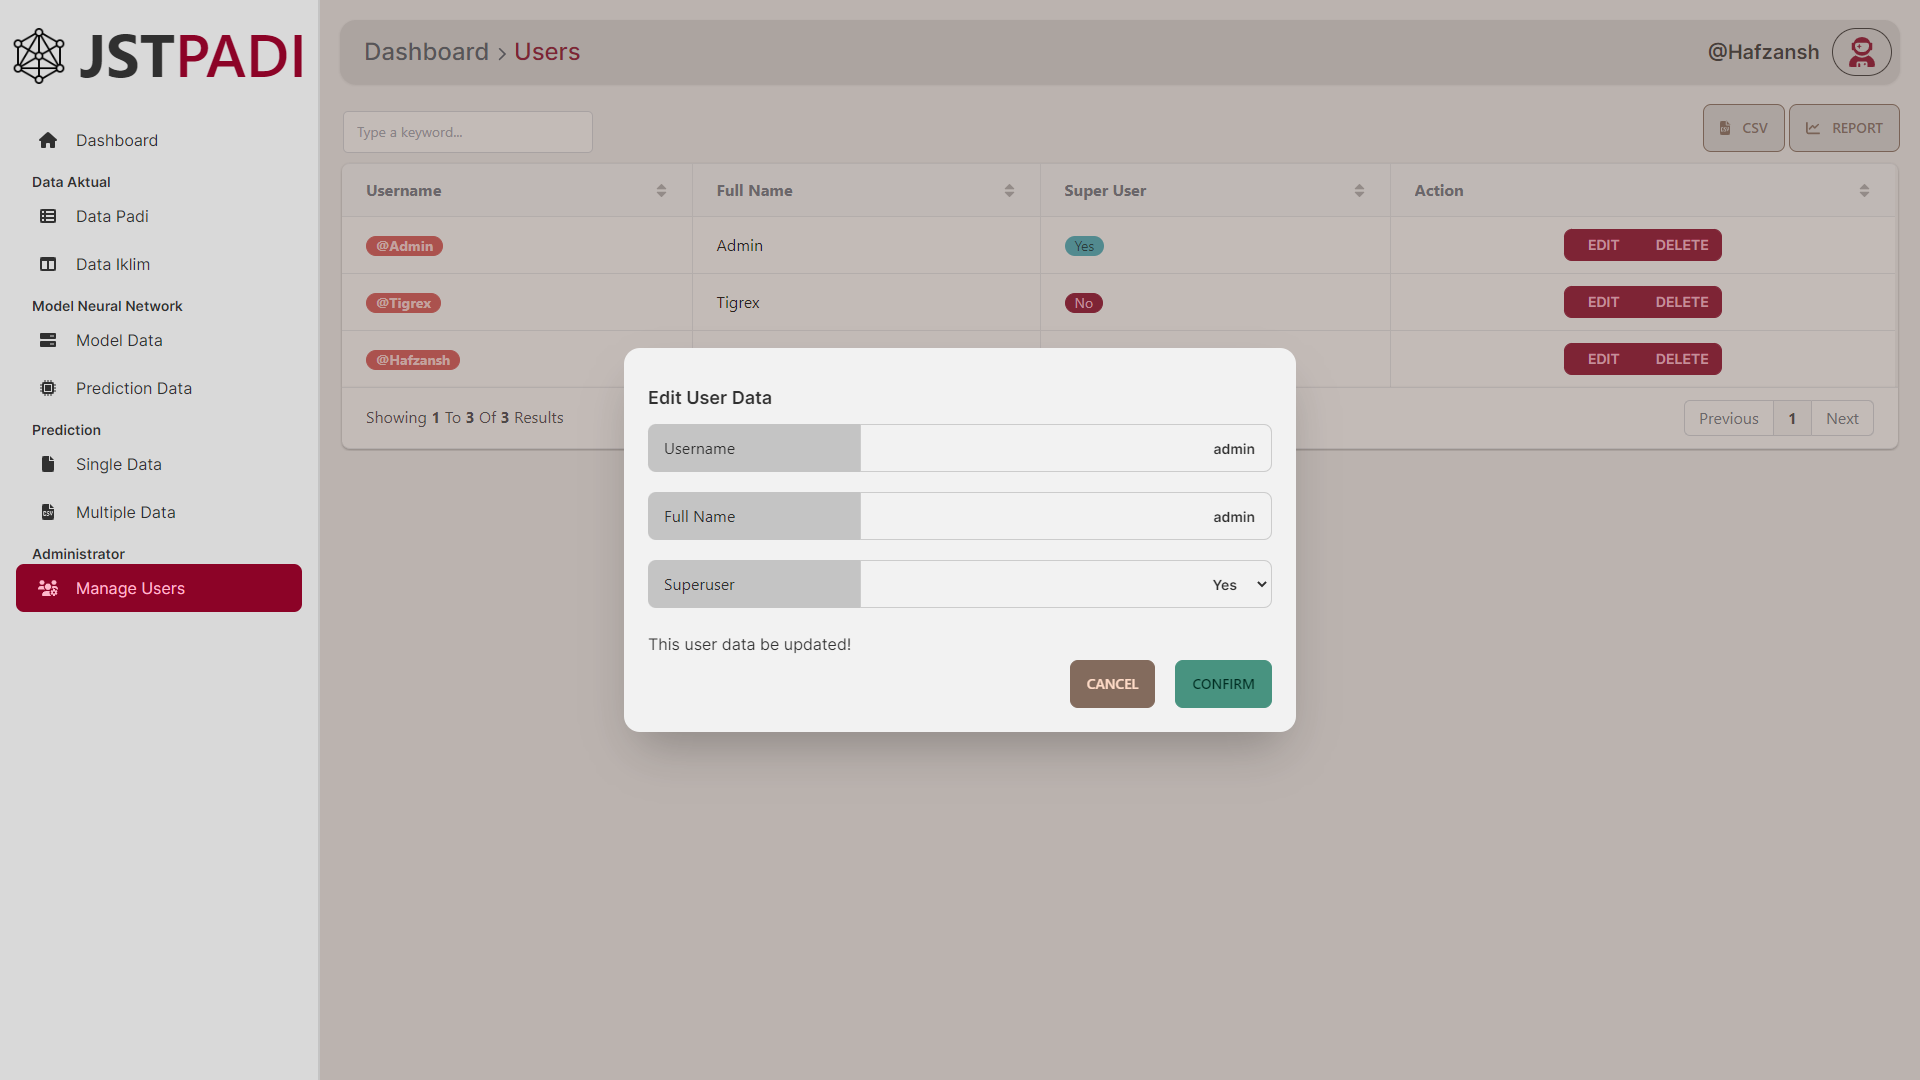 JSTPADI
Dashboard
Data Aktual
Data Padi
Data Iklim
Model Neural Network
Model Data
Prediction Data
Prediction
Single Data
CSV
Multiple Data
Administrator
Manage Users
Dashboard › Users
@Hafzansh
Type a keyword...
CSV
REPORT
Username Full Name Super User Action
@Admin Admin Yes EDIT DELETE
@Tigrex Tigrex No EDIT DELETE
@Hafzansh EDIT DELETE
Showing 1 To 3 Of 3 Results
Previous 1 Next
Edit User Data
Username admin
Full Name admin
Superuser Yes
This user data be updated!
CANCEL CONFIRM